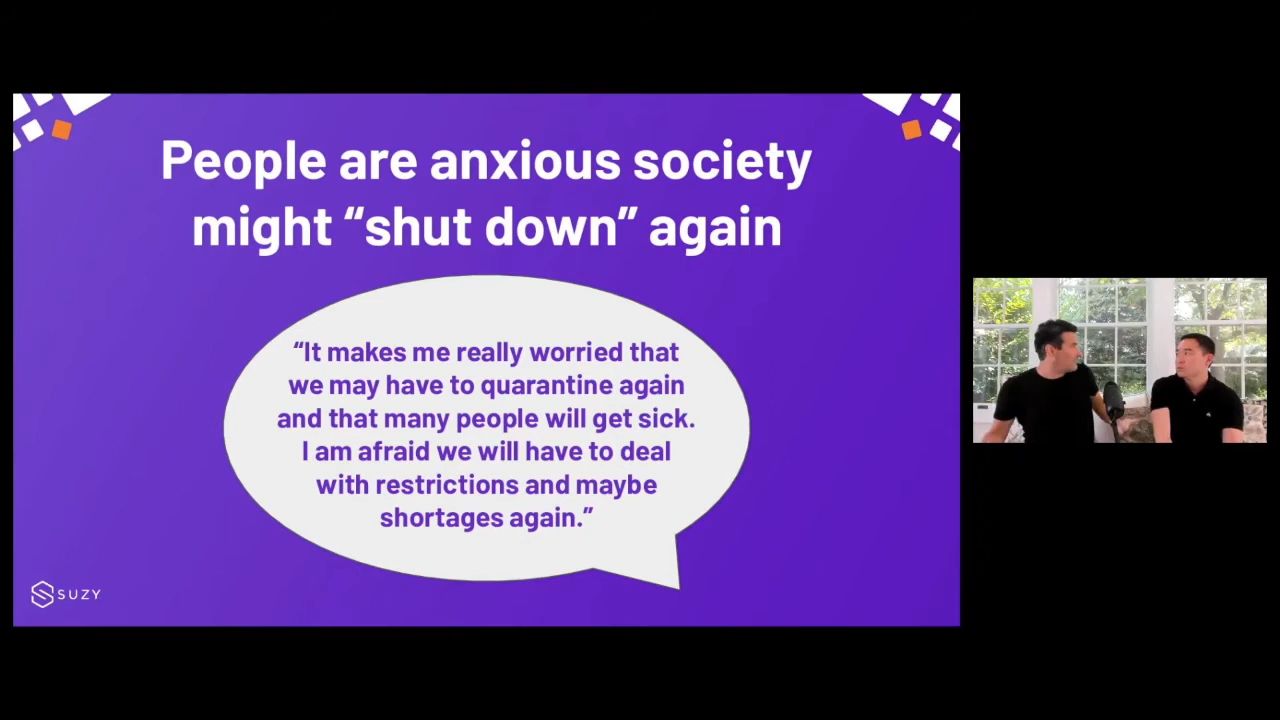 People are anxious society
might “shut down” again
“It makes me really worried that
we may have to quarantine again
and that many people will get sick.
I am afraid we will have to deal
with restrictions and maybe
shortages again.”
SUZY